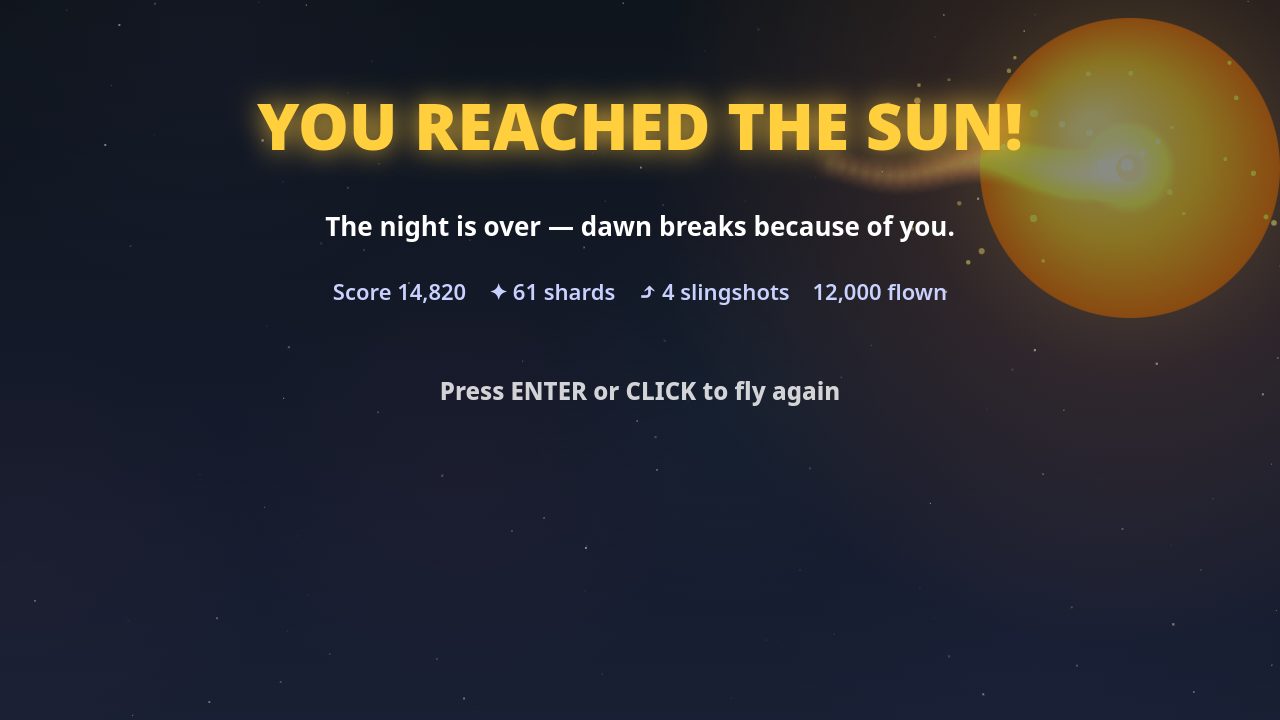 YOU REACHED THE SUN!
The night is over — dawn breaks because of you.
Score 14,820 ✦ 61 shards ⤴ 4 slingshots 12,000 flown
Press ENTER or CLICK to fly again